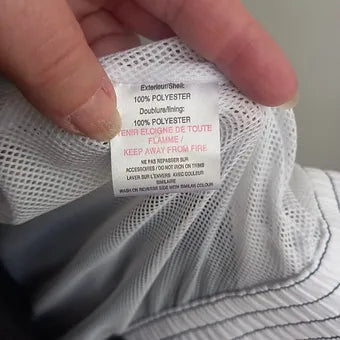 Exterieur/Shell:
100% POLYESTER
Doublure/lining:
100% POLYESTER
TENIR ELOIGNE DE TOUTE
FLAMME /
KEEP AWAY FROM FIRE
NE PAS REPASSER SUR
ACCESSOIRES / DO NOT IRON ON TRIMS
LAVER SUR L'ENVERS AVEC COULEUR
SIMILAIRE
WASH ON REVERSE SIDE WITH SIMILAR COLOUR